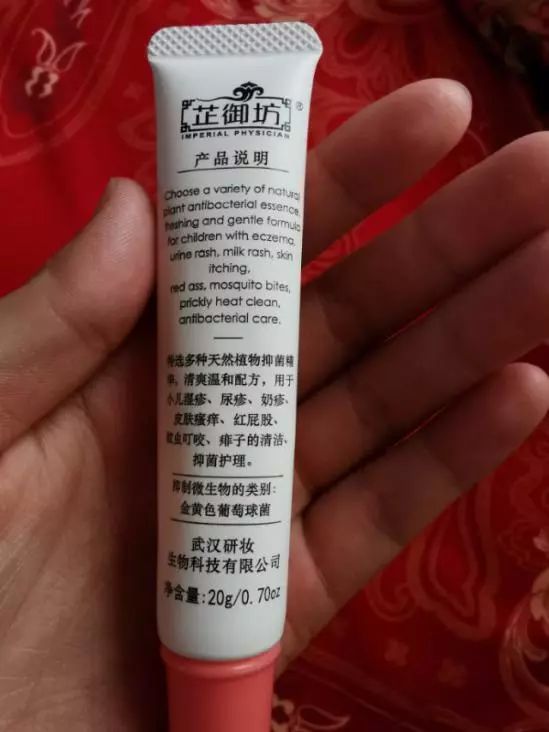 芷御坊®
IMPERIAL PHYSICIAN
产品说明
Choose a variety of natural
plant antibacterial essence,
freshing and gentle formula
for children with eczema,
urine rash, milk rash, skin
itching,
red ass, mosquito bites,
prickly heat clean,
antibacterial care.
特选多种天然植物抑菌精
华，清爽温和配方，用于
小儿湿疹、尿疹、奶疹、
皮肤瘙痒、红屁股、
蚊虫叮咬、痱子的清洁、
抑菌护理。
抑制微生物的类别：
金黄色葡萄球菌
武汉研妆
生物科技有限公司
净含量：20g/0.70oz